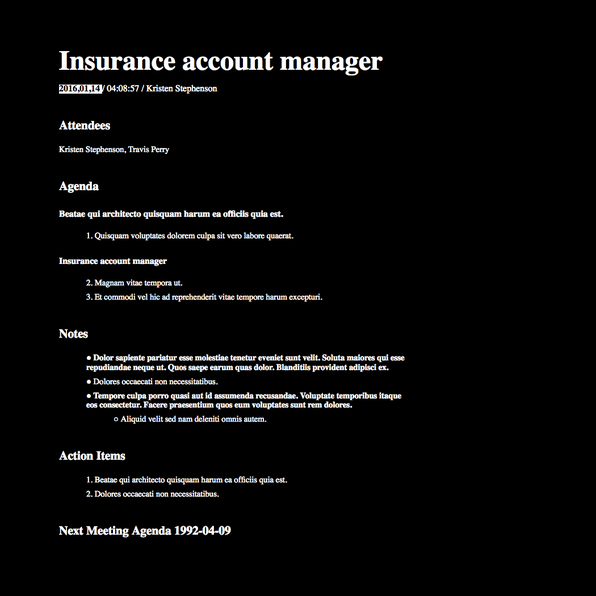 Insurance account manager
2016.01.14 / 04:08:57 / Kristen Stephenson
Attendees
Kristen Stephenson, Travis Perry
Agenda
Beatae qui architecto quisquam harum ea officiis quia est.
1. Quisquam voluptates dolorem culpa sit vero labore quaerat.
Insurance account manager
2. Magnam vitae tempora ut.
3. Et commodi vel hic ad reprehenderit vitae tempore harum excepturi.
Notes
● Dolor sapiente pariatur esse molestiae tenetur eveniet sunt velit. Soluta maiores qui esse
repudiandae neque ut. Quos saepe earum quas dolor. Blanditiis provident adipisci ex.
● Dolores occaecati non necessitatibus.
● Tempore culpa porro quasi aut id assumenda recusandae. Voluptate temporibus itaque
eos consectetur. Facere praesentium quos eum voluptates sunt rem dolores.
○ Aliquid velit sed nam deleniti omnis autem.
Action Items
1. Beatae qui architecto quisquam harum ea officiis quia est.
2. Dolores occaecati non necessitatibus.
Next Meeting Agenda 1992-04-09